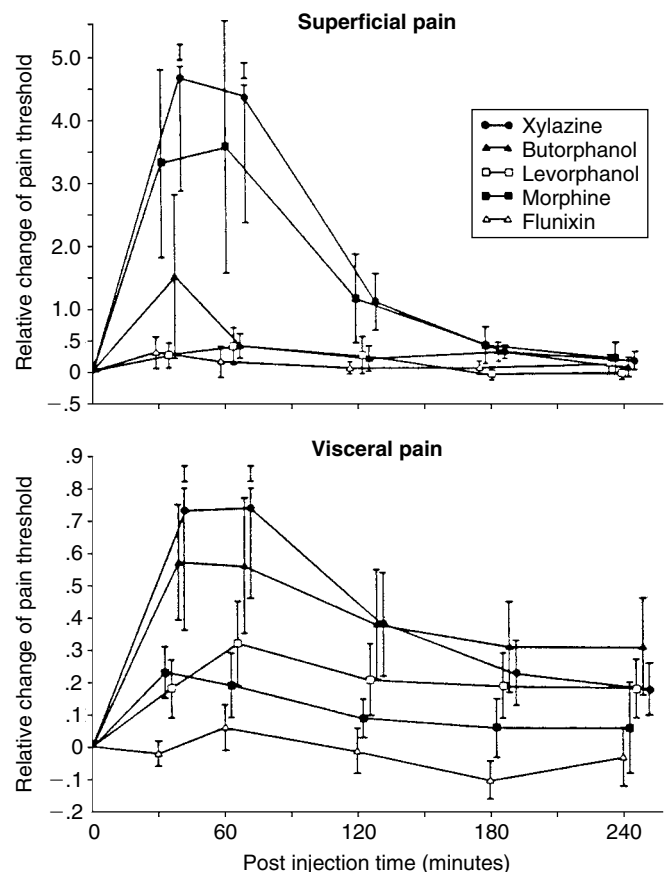 Superficial pain
Relative change of pain threshold
5.0
4.0
3.0
2.0
1.0
.5
0
−.5
Xylazine
Butorphanol
Levorphanol
Morphine
Flunixin
Visceral pain
Relative change of pain threshold
.9
.8
.7
.6
.5
.4
.3
.2
.1
0
−.1
−.2
0
60
120
180
240
Post injection time (minutes)